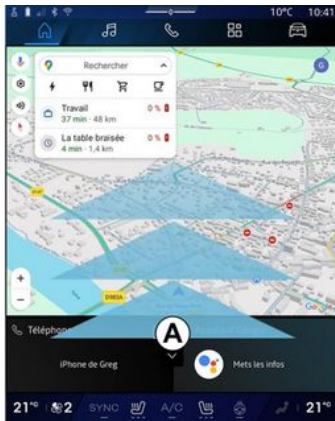 10°C 10:41
Rechercher
G
Travail 0 %
37 min · 48 km
La table braisée 0 %
4 min · 1,4 km
D983A
+
−
Google
Téléphone
A
iPhone de Greg
Mets les infos
21°C 2 SYNC A/C 21°C